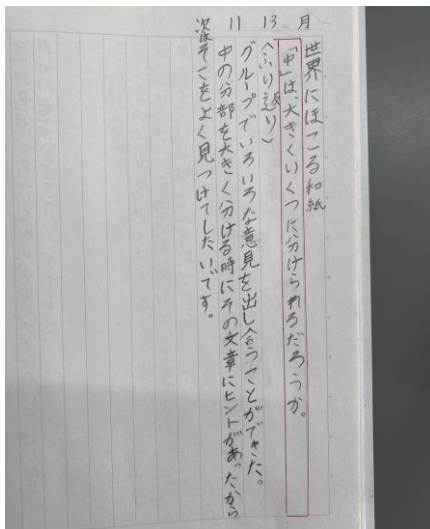 11 13 月
世界にほこる和紙
「中」は、大きくいくつに分けられるだろうか。
〈ふり返り〉
グループでいろいろな意見を出し合うことができた。
中の分部を大きく分ける時にその文章にヒントがあったから
次はそこをよく見つけてしたいです。